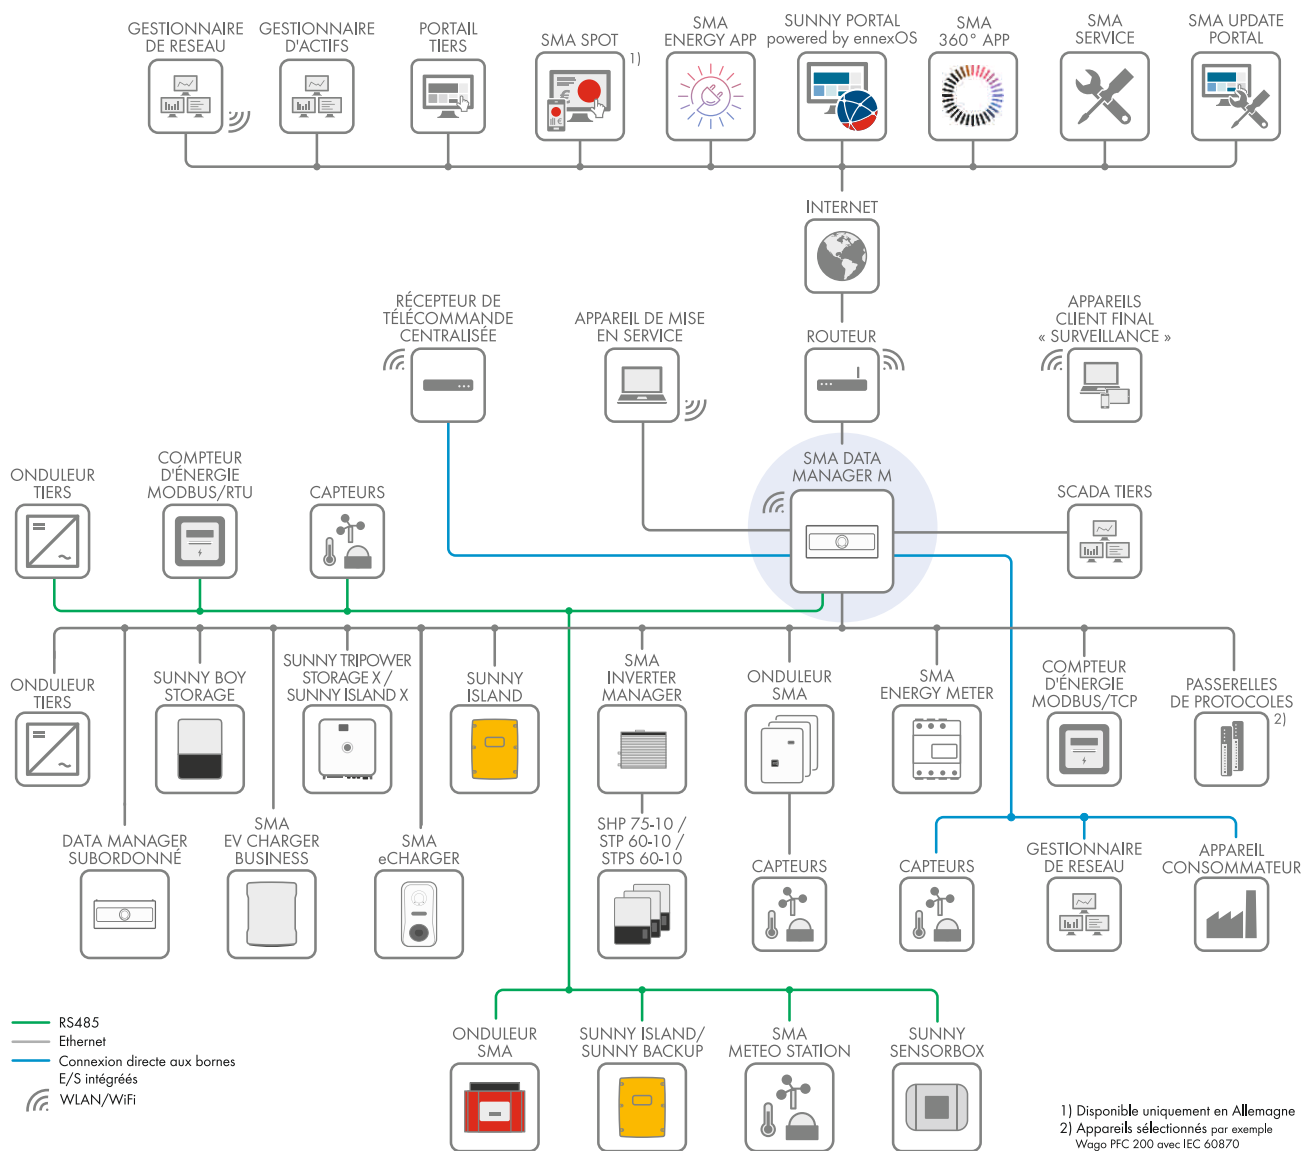 GESTIONNAIRE
DE RESEAU
GESTIONNAIRE
D'ACTIFS
PORTAIL
TIERS
SMA SPOT
1)
SMA
ENERGY APP
SUNNY PORTAL
powered by ennexOS
SMA
360° APP
SMA
SERVICE
SMA UPDATE
PORTAL
INTERNET
RÉCEPTEUR DE
TÉLÉCOMMANDE
CENTRALISÉE
APPAREIL DE MISE
EN SERVICE
ROUTEUR
APPAREILS
CLIENT FINAL
« SURVEILLANCE »
ONDULEUR
TIERS
COMPTEUR
D'ÉNERGIE
MODBUS/RTU
CAPTEURS
SMA DATA
MANAGER M
SCADA TIERS
ONDULEUR
TIERS
SUNNY BOY
STORAGE
SUNNY TRIPOWER
STORAGE X /
SUNNY ISLAND X
SUNNY
ISLAND
SMA
INVERTER
MANAGER
ONDULEUR
SMA
SMA
ENERGY METER
COMPTEUR
D'ÉNERGIE
MODBUS/TCP
PASSERELLES
DE PROTOCOLES
2)
DATA MANAGER
SUBORDONNÉ
SMA
EV CHARGER
BUSINESS
SMA
eCHARGER
SHP 75-10 /
STP 60-10 /
STPS 60-10
CAPTEURS
CAPTEURS
GESTIONNAIRE
DE RESEAU
APPAREIL
CONSOMMATEUR
RS485
Ethernet
Connexion directe aux bornes
E/S intégréés
WLAN/WiFi
ONDULEUR
SMA
SUNNY ISLAND/
SUNNY BACKUP
SMA
METEO STATION
SUNNY
SENSORBOX
1) Disponible uniquement en Allemagne
2) Appareils sélectionnés par exemple
Wago PFC 200 avec IEC 60870